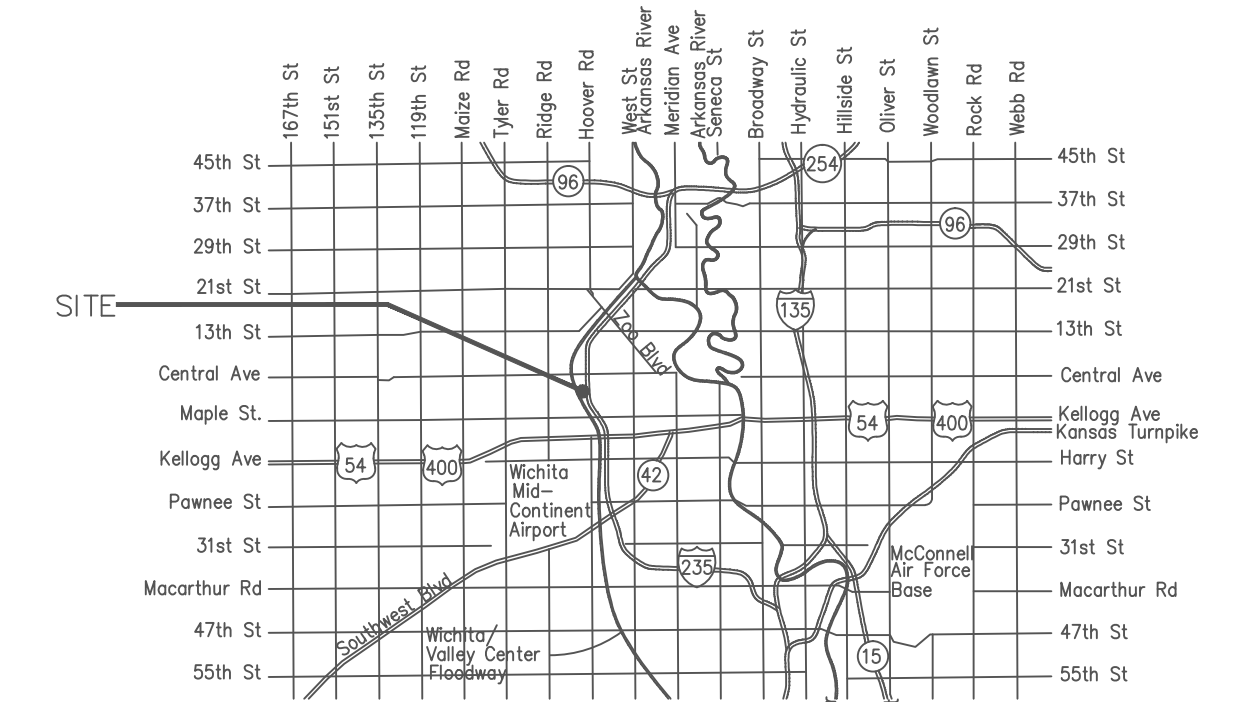 167th St
151st St
135th St
119th St
Maize Rd
Tyler Rd
Ridge Rd
Hoover Rd
West St
Arkansas River
Meridian Ave
Arkansas River
Seneca St
Broadway St
Hydraulic St
Hillside St
Oliver St
Woodlawn St
Rock Rd
Webb Rd
45th St
37th St
29th St
21st St
13th St
Central Ave
Maple St.
Kellogg Ave
Pawnee St
31st St
Macarthur Rd
47th St
55th St
SITE
96
254
96
135
Zoo Blvd
54
400
54
400
42
Wichita
Mid-
Continent
Airport
235
McConnell
Air Force
Base
Southwest Blvd
Wichita/
Valley Center
Floodway
15
45th St
37th St
29th St
21st St
13th St
Central Ave
Kellogg Ave
Kansas Turnpike
Harry St
Pawnee St
31st St
Macarthur Rd
47th St
55th St